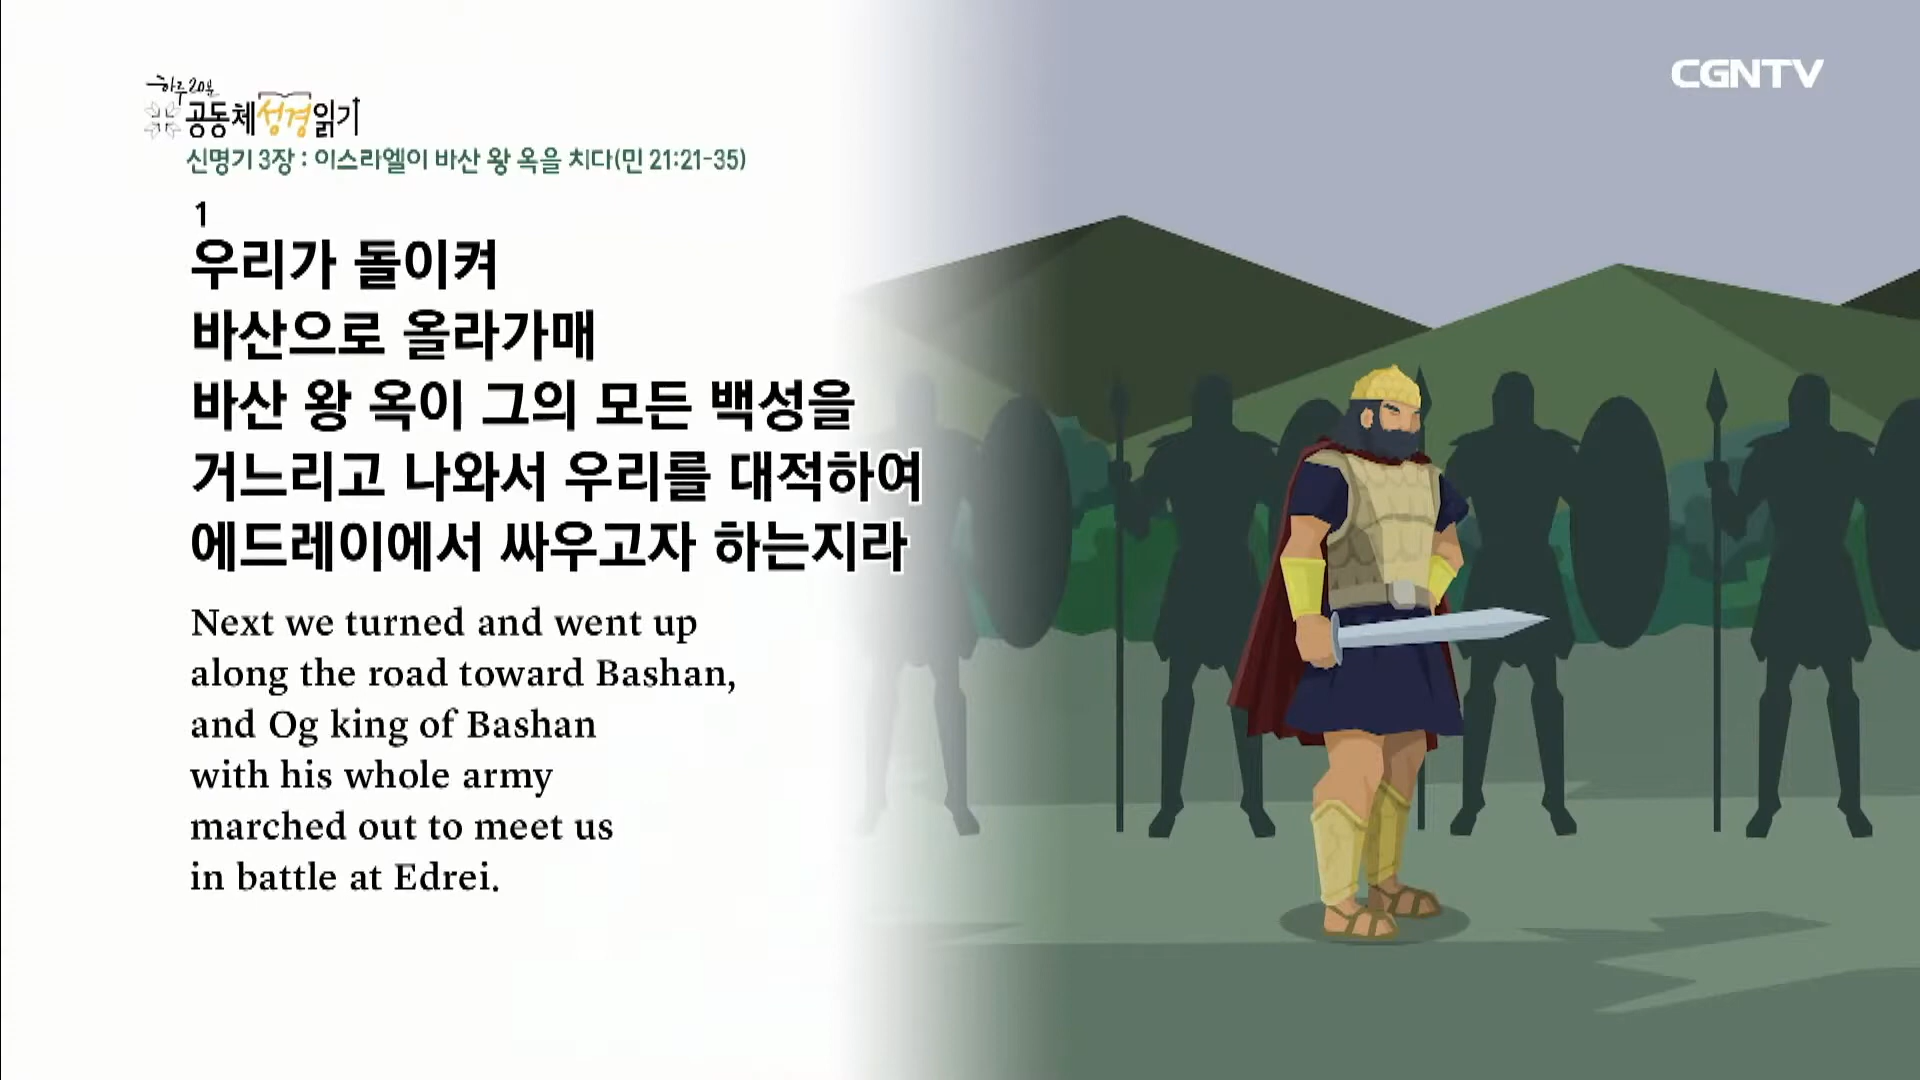 하루 20분
공동체성경읽기
CGNTV
신명기 3장 : 이스라엘이 바산 왕 옥을 치다(민 21:21-35)
1
우리가 돌이켜
바산으로 올라가매
바산 왕 옥이 그의 모든 백성을
거느리고 나와서 우리를 대적하여
에드레이에서 싸우고자 하는지라
Next we turned and went up
along the road toward Bashan,
and Og king of Bashan
with his whole army
marched out to meet us
in battle at Edrei.